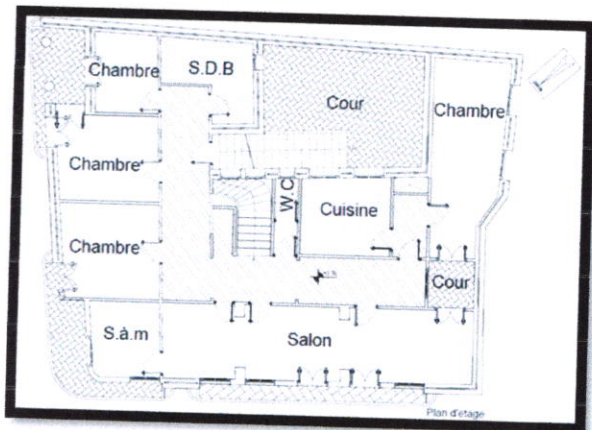 Chambre
S.D.B
Cour
Chambre
Chambre
W.C
Cuisine
Chambre
Cour
S.à.m
Salon
Plan d'etage